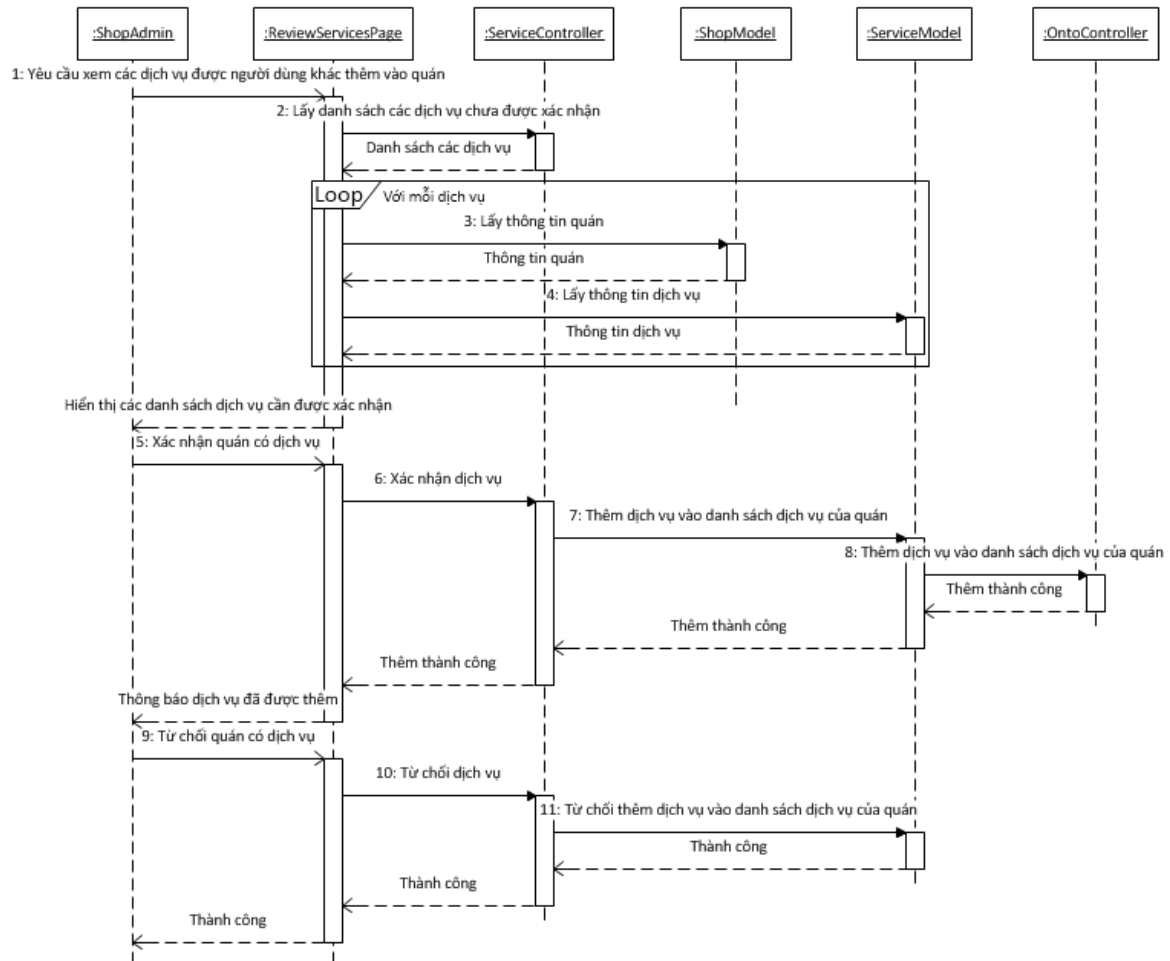 :ShopAdmin
:ReviewServicesPage
:ServiceController
:ShopModel
:ServiceModel
:OntoController
1: Yêu cầu xem các dịch vụ được người dùng khác thêm vào quán
2: Lấy danh sách các dịch vụ chưa được xác nhận
Danh sách các dịch vụ
Loop
Với mỗi dịch vụ
3: Lấy thông tin quán
Thông tin quán
4: Lấy thông tin dịch vụ
Thông tin dịch vụ
Hiển thị các danh sách dịch vụ cần được xác nhận
5: Xác nhận quán có dịch vụ
6: Xác nhận dịch vụ
7: Thêm dịch vụ vào danh sách dịch vụ của quán
8: Thêm dịch vụ vào danh sách dịch vụ của quán
Thêm thành công
Thêm thành công
Thêm thành công
Thông báo dịch vụ đã được thêm
9: Từ chối quán có dịch vụ
10: Từ chối dịch vụ
11: Từ chối thêm dịch vụ vào danh sách dịch vụ của quán
Thành công
Thành công
Thành công